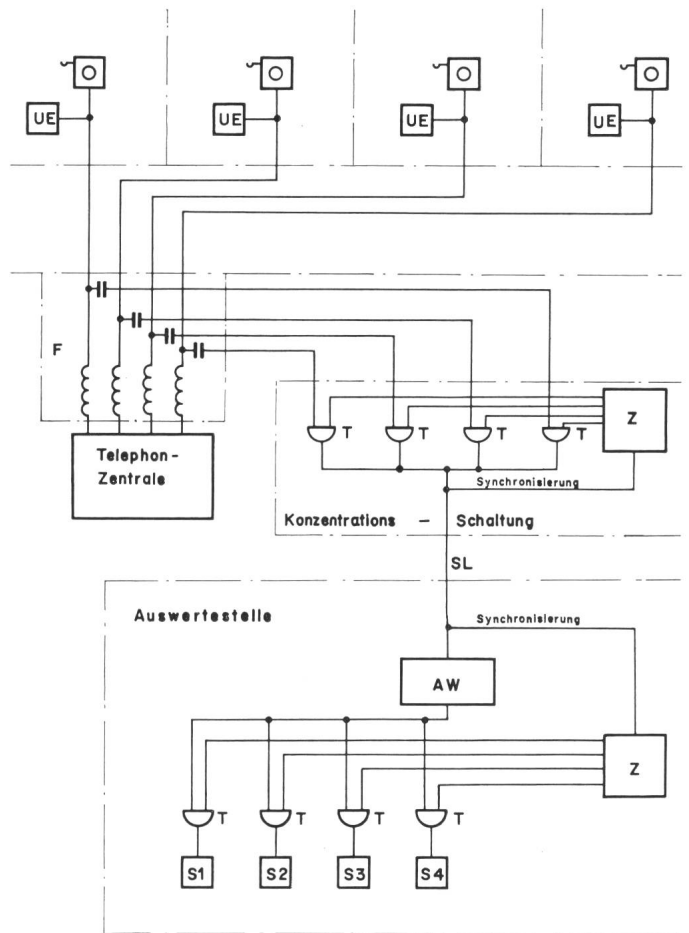 UE UE UE UE
F
T T T T Z
Telephon-
Zentrale
Synchronisierung
Konzentrations - Schaltung
SL
Auswertestelle
Synchronisierung
AW
Z
T T T T
S1 S2 S3 S4